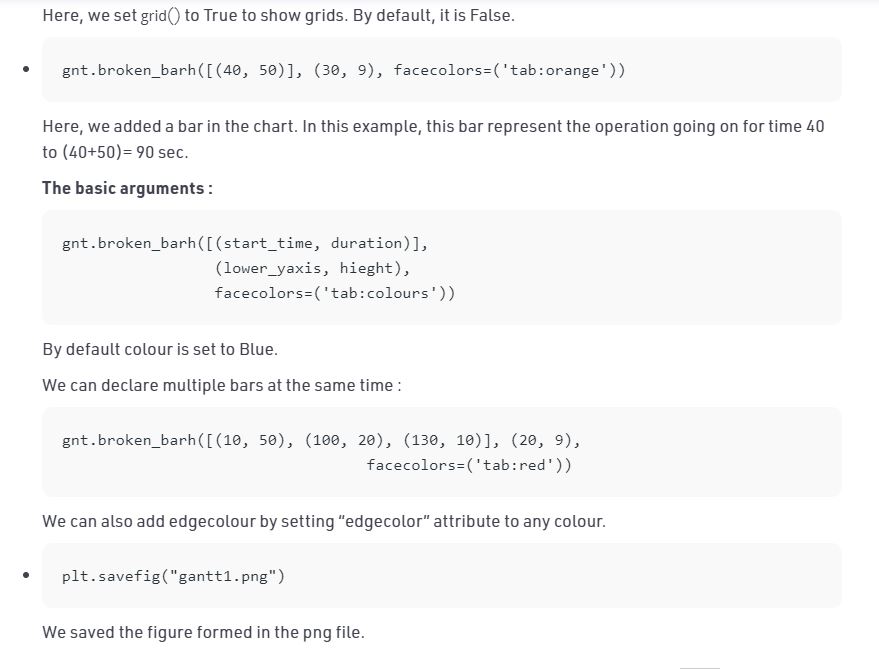 Here, we set grid() to True to show grids. By default, it is False.
gnt.broken_barh([(40, 50)], (30, 9), facecolors=('tab:orange'))
Here, we added a bar in the chart. In this example, this bar represent the operation going on for time 40
to (40+50)= 90 sec.
The basic arguments :
gnt.broken_barh([(start_time, duration)],
(lower_yaxis, hieght),
facecolors=('tab:colours'))
By default colour is set to Blue.
We can declare multiple bars at the same time :
gnt.broken_barh([(10, 50), (100, 20), (130, 10)], (20, 9),
facecolors=('tab:red'))
We can also add edgecolour by setting “edgecolor” attribute to any colour.
plt.savefig("gantt1.png")
We saved the figure formed in the png file.